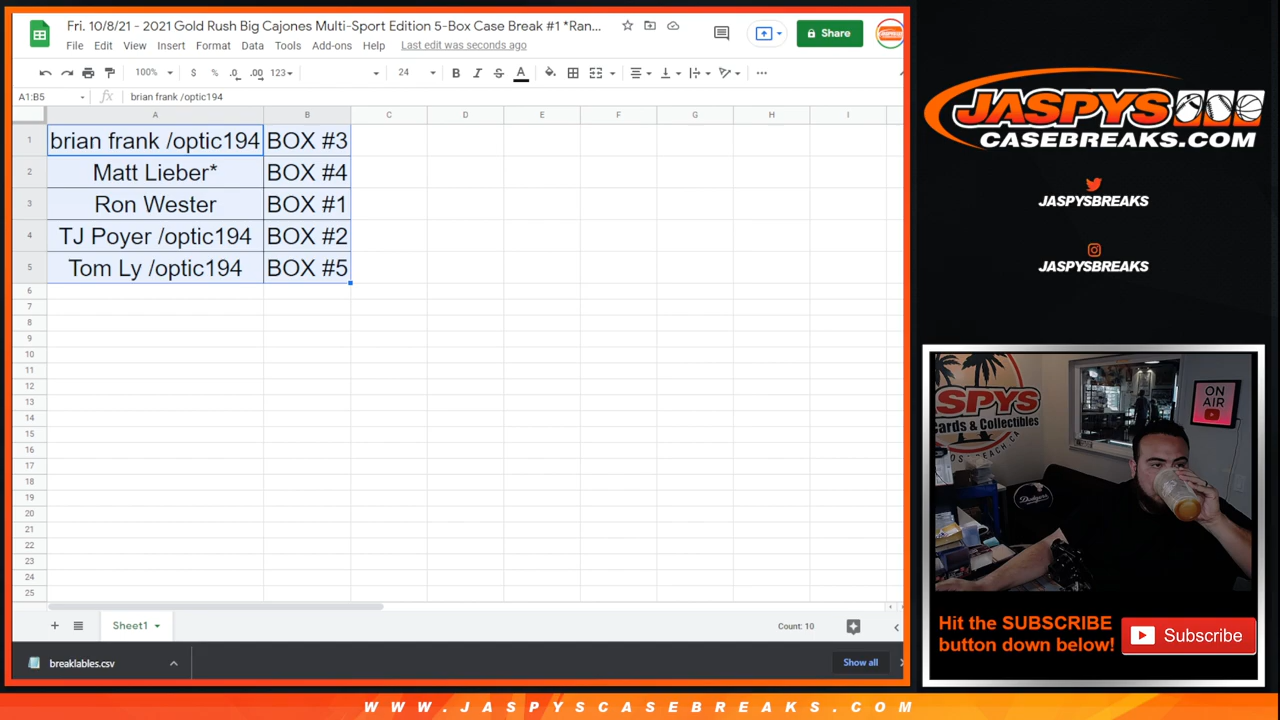 Fri. 10/8/21 - 2021 Gold Rush Big Cajones Multi-Sport Edition 5-Box Case Break #1 *Ran...
File Edit View Insert Format Data Tools Add-ons Help Last edit was seconds ago
Share
100% $ % .0 .00 123 24 B I S A
A1:B5 fx brian frank /optic194
A B C D E F G H I
1 brian frank /optic194 BOX #3
2 Matt Lieber* BOX #4
3 Ron Wester BOX #1
4 TJ Poyer /optic194 BOX #2
5 Tom Ly /optic194 BOX #5
6
7
8
9
10
11
12
13
14
15
16
17
18
19
20
21
22
23
24
25
Sheet1 Count: 10
breaklables.csv Show all
JASPYS
CASEBREAKS.COM
JASPYSBREAKS
JASPYSBREAKS
ASPYS
ards & Collectibles
ON
AIR
Dodgers
Hit the SUBSCRIBE
button down below!
Subscribe
WWW.JASPYSCASEBREAKS.COM